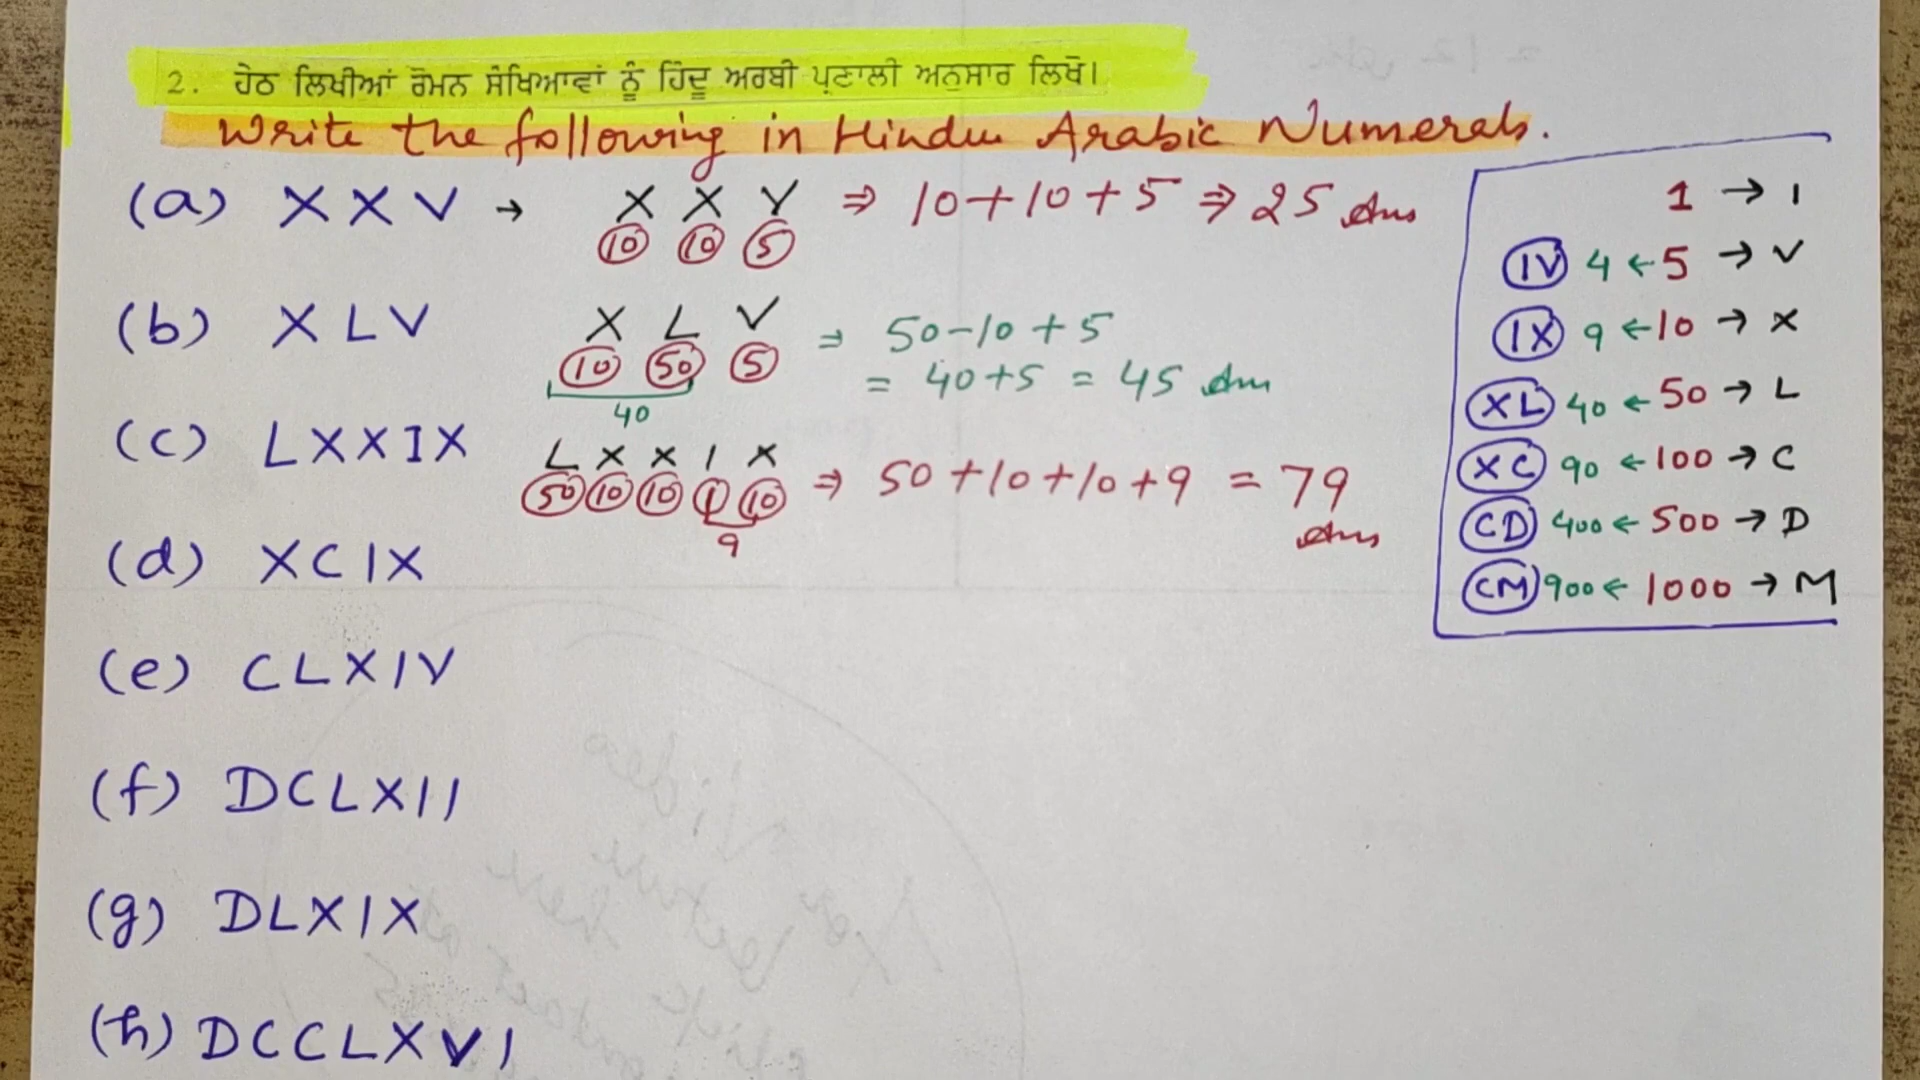 2. ਹੇਠ ਲਿਖੀਆਂ ਰੋਮਨ ਸੰਖਿਆਵਾਂ ਨੂੰ ਹਿੰਦੂ ਅਰਬੀ ਪ੍ਰਣਾਲੀ ਅਨੁਸਾਰ ਲਿਖੋ।
Write the following in Hindu Arabic Numerals.
(a) XXV → X X V ⇒ 10+10+5 ⇒ 25 Ans
10 10 5
(b) XLV X L V ⇒ 50-10+5
10 50 5 = 40+5 = 45 Ans
40
(c) LXXIX L X X I X
50 10 10 1 10 ⇒ 50+10+10+9 = 79
9 Ans
(d) XCIX
(e) CLXIV
(f) DCLXII
(g) DLXIX
(h) DCCLXVI
1 → I
IV 4 ← 5 → V
IX 9 ← 10 → X
XL 40 ← 50 → L
XC 90 ← 100 → C
CD 400 ← 500 → D
CM 900 ← 1000 → M